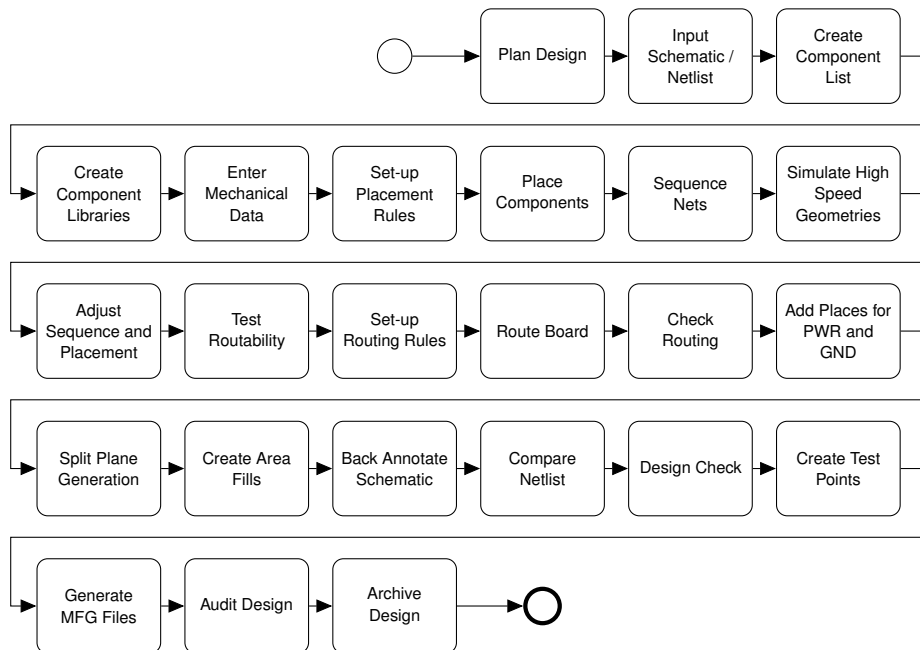 Plan Design
Input
Schematic /
Netlist
Create
Component
List
Create
Component
Libraries
Enter
Mechanical
Data
Set-up
Placement
Rules
Place
Components
Sequence
Nets
Simulate High
Speed
Geometries
Adjust
Sequence and
Placement
Test
Routability
Set-up
Routing Rules
Route Board
Check
Routing
Add Places for
PWR and
GND
Split Plane
Generation
Create Area
Fills
Back Annotate
Schematic
Compare
Netlist
Design Check
Create Test
Points
Generate
MFG Files
Audit Design
Archive
Design